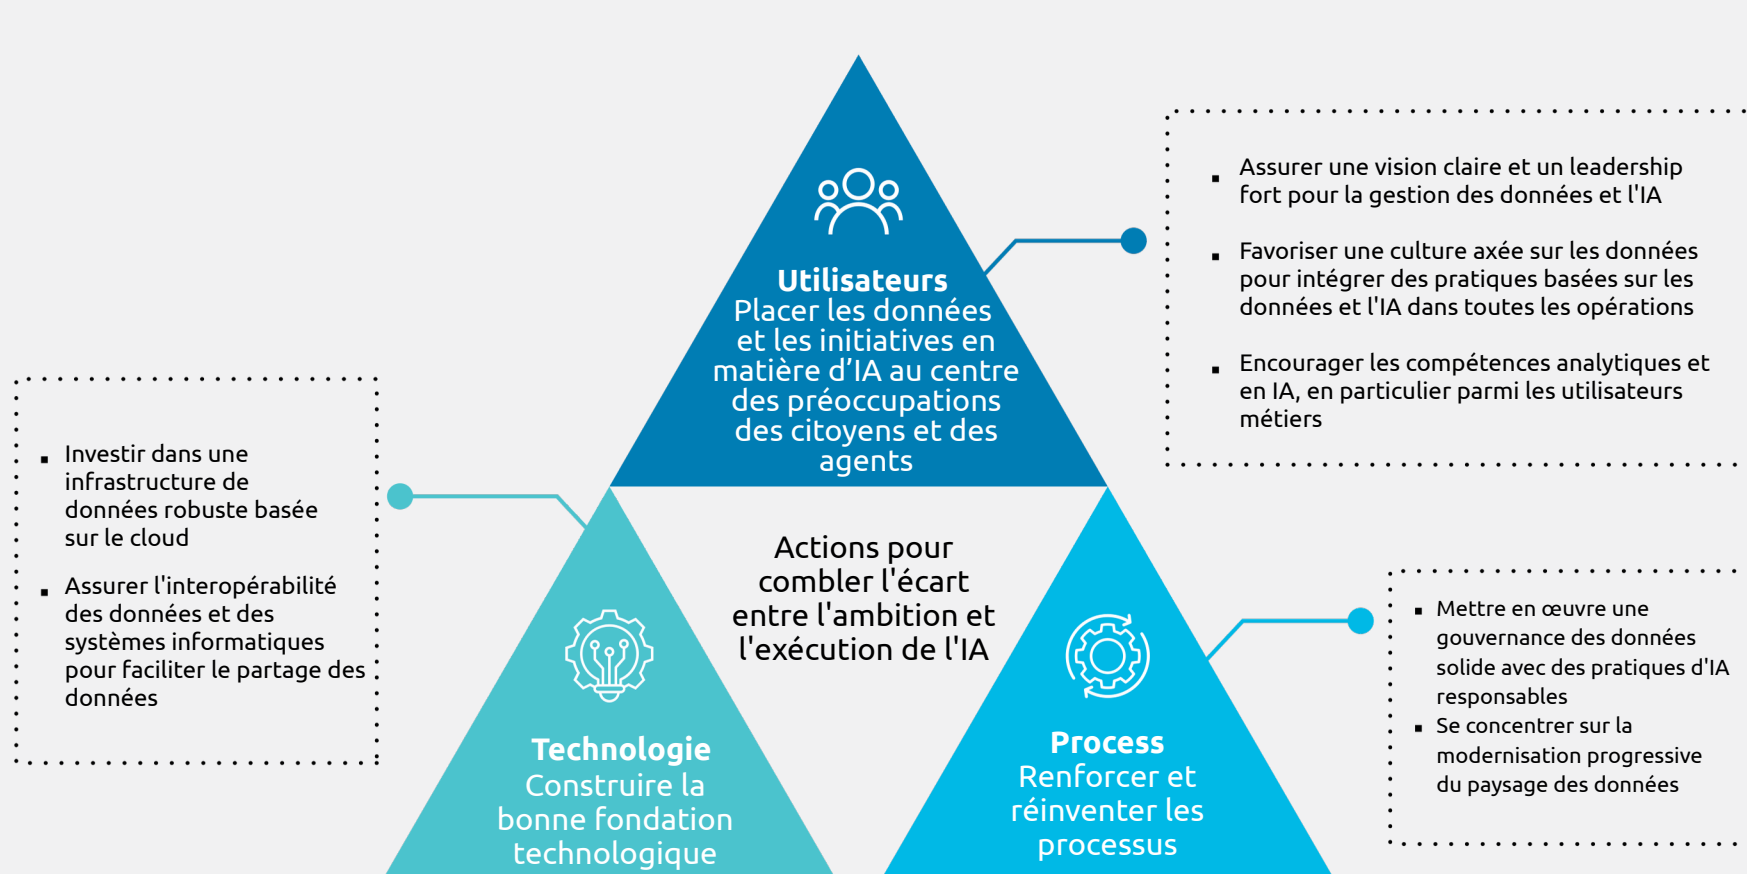 Utilisateurs
Placer les données
et les initiatives en
matière d’IA au centre
des préoccupations
des citoyens et des
agents
Assurer une vision claire et un leadership
fort pour la gestion des données et l'IA
Favoriser une culture axée sur les données
pour intégrer des pratiques basées sur les
données et l'IA dans toutes les opérations
Encourager les compétences analytiques et
en IA, en particulier parmi les utilisateurs
métiers
Investir dans une
infrastructure de
données robuste basée
sur le cloud
Assurer l'interopérabilité
des données et des
systèmes informatiques
pour faciliter le partage des
données
Actions pour
combler l'écart
entre l'ambition et
l'exécution de l'IA
Technologie
Construire la
bonne fondation
technologique
Process
Renforcer et
réinventer les
processus
Mettre en œuvre une
gouvernance des données
solide avec des pratiques d'IA
responsables
Se concentrer sur la
modernisation progressive
du paysage des données